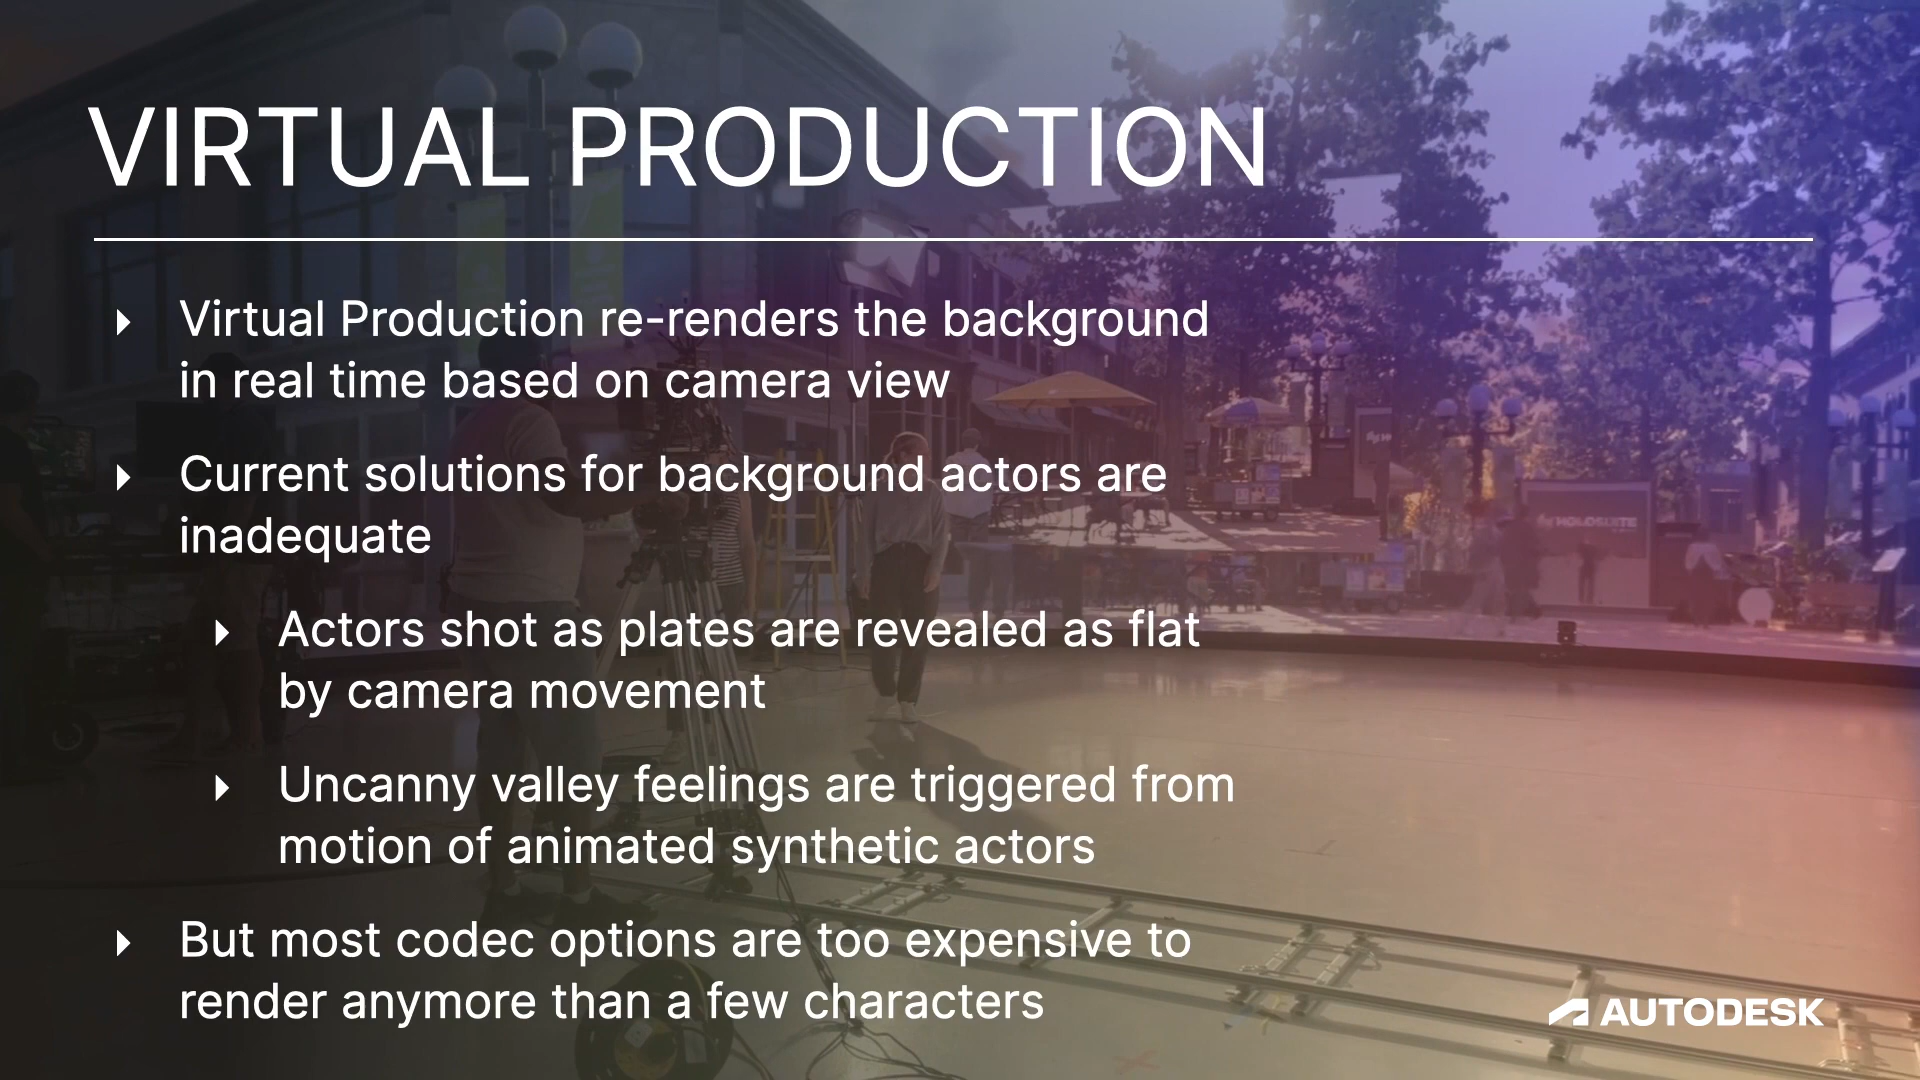 VIRTUAL PRODUCTION
Virtual Production re-renders the background
in real time based on camera view
Current solutions for background actors are
inadequate
Actors shot as plates are revealed as flat
by camera movement
Uncanny valley feelings are triggered from
motion of animated synthetic actors
But most codec options are too expensive to
render anymore than a few characters
HOLOSUITE
AUTODESK